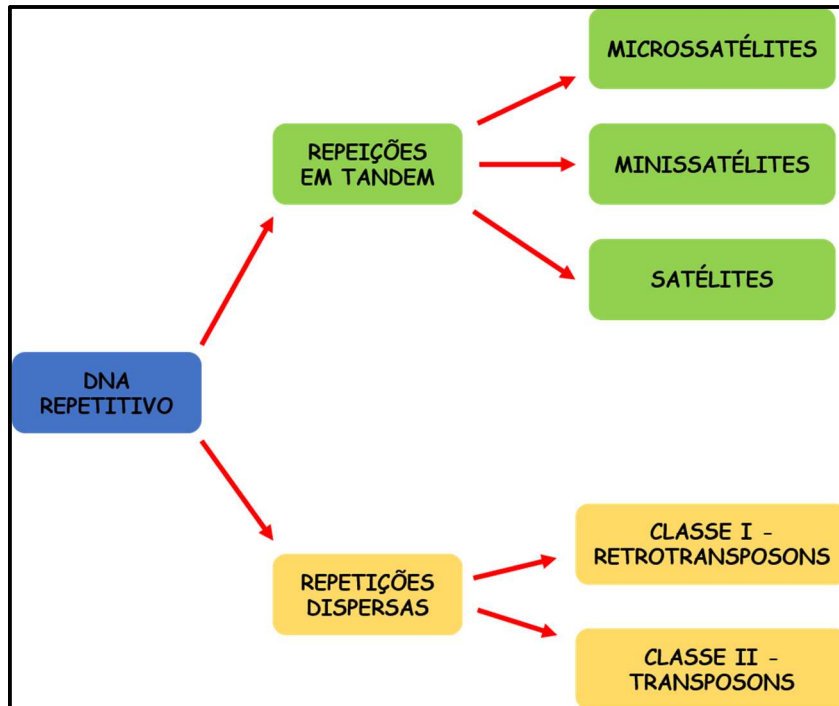 MICROSSATÉLITES
REPEIÇÕES
EM TANDEM
MINISSATÉLITES
SATÉLITES
DNA
REPETITIVO
CLASSE I -
RETROTRANSPOSONS
REPETIÇÕES
DISPERSAS
CLASSE II -
TRANSPOSONS